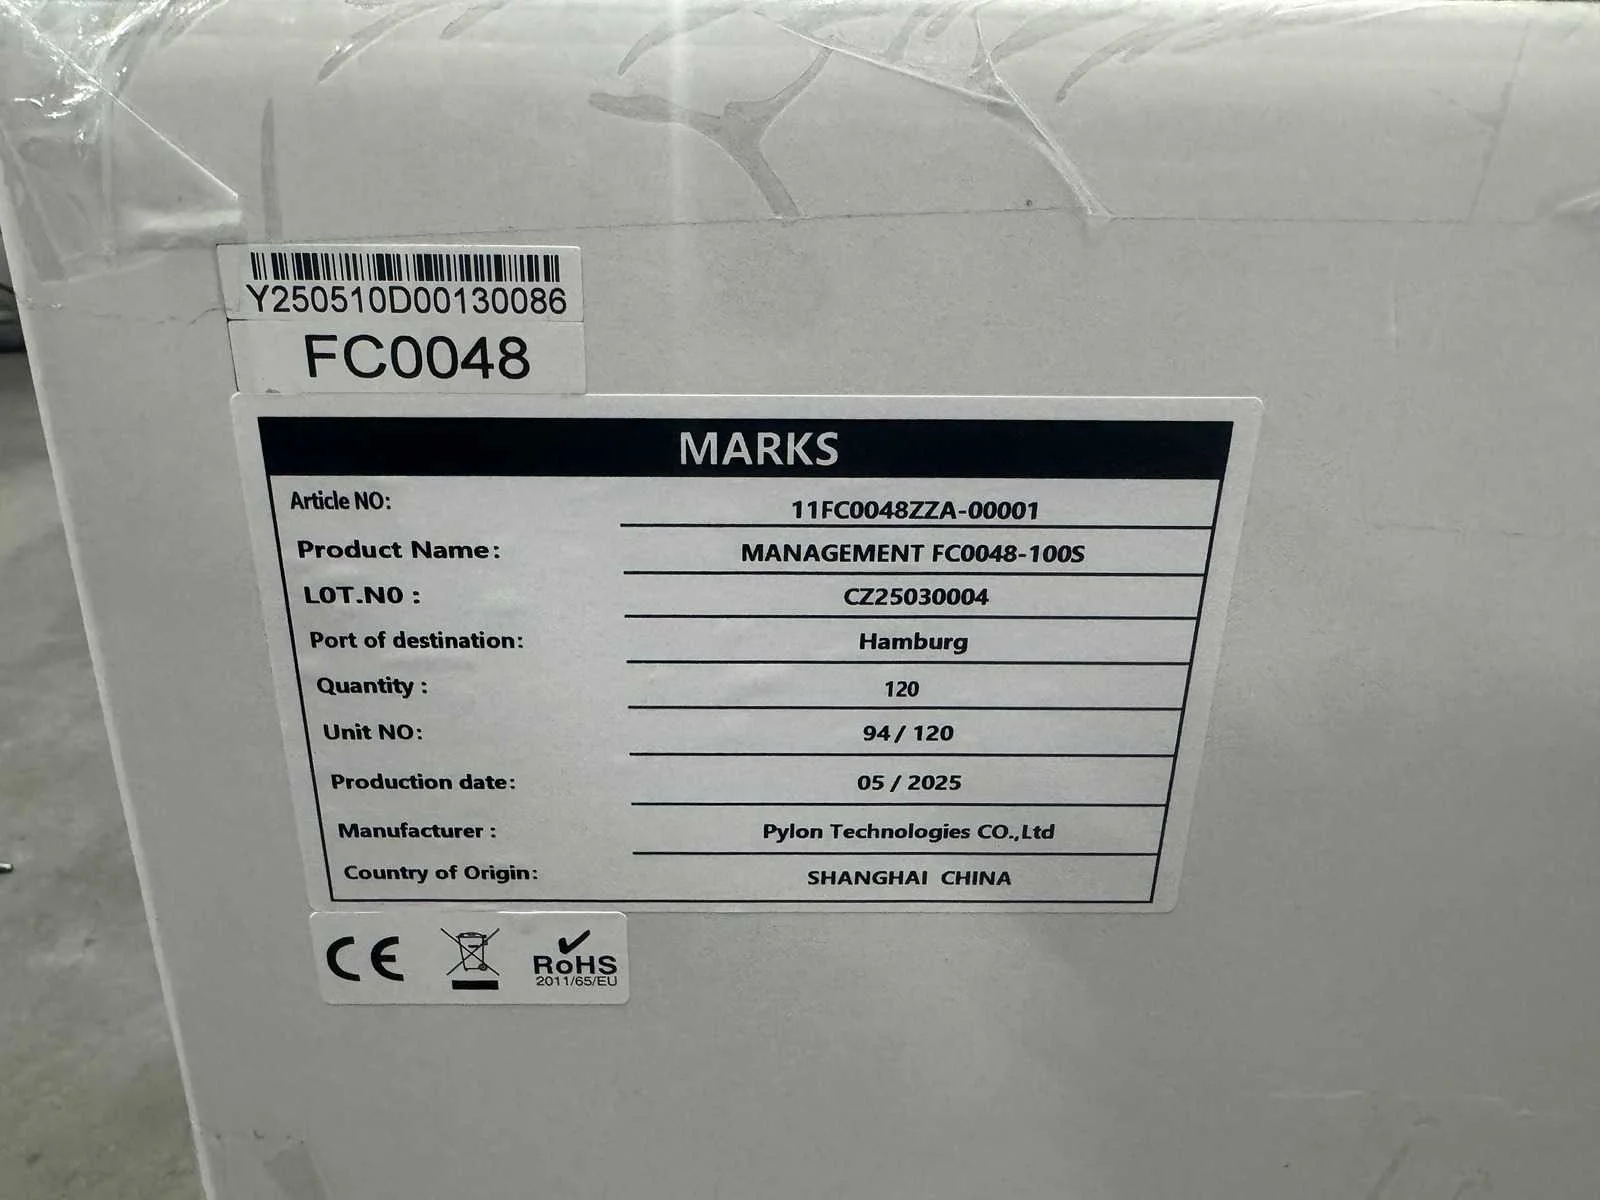 Y250510D00130086
FC0048
MARKS
Article NO: 11FC0048ZZA-00001
Product Name: MANAGEMENT FC0048-100S
LOT.NO : CZ25030004
Port of destination: Hamburg
Quantity : 120
Unit NO: 94 / 120
Production date: 05 / 2025
Manufacturer : Pylon Technologies CO.,Ltd
Country of Origin: SHANGHAI CHINA
CE
RoHS
2011/65/EU